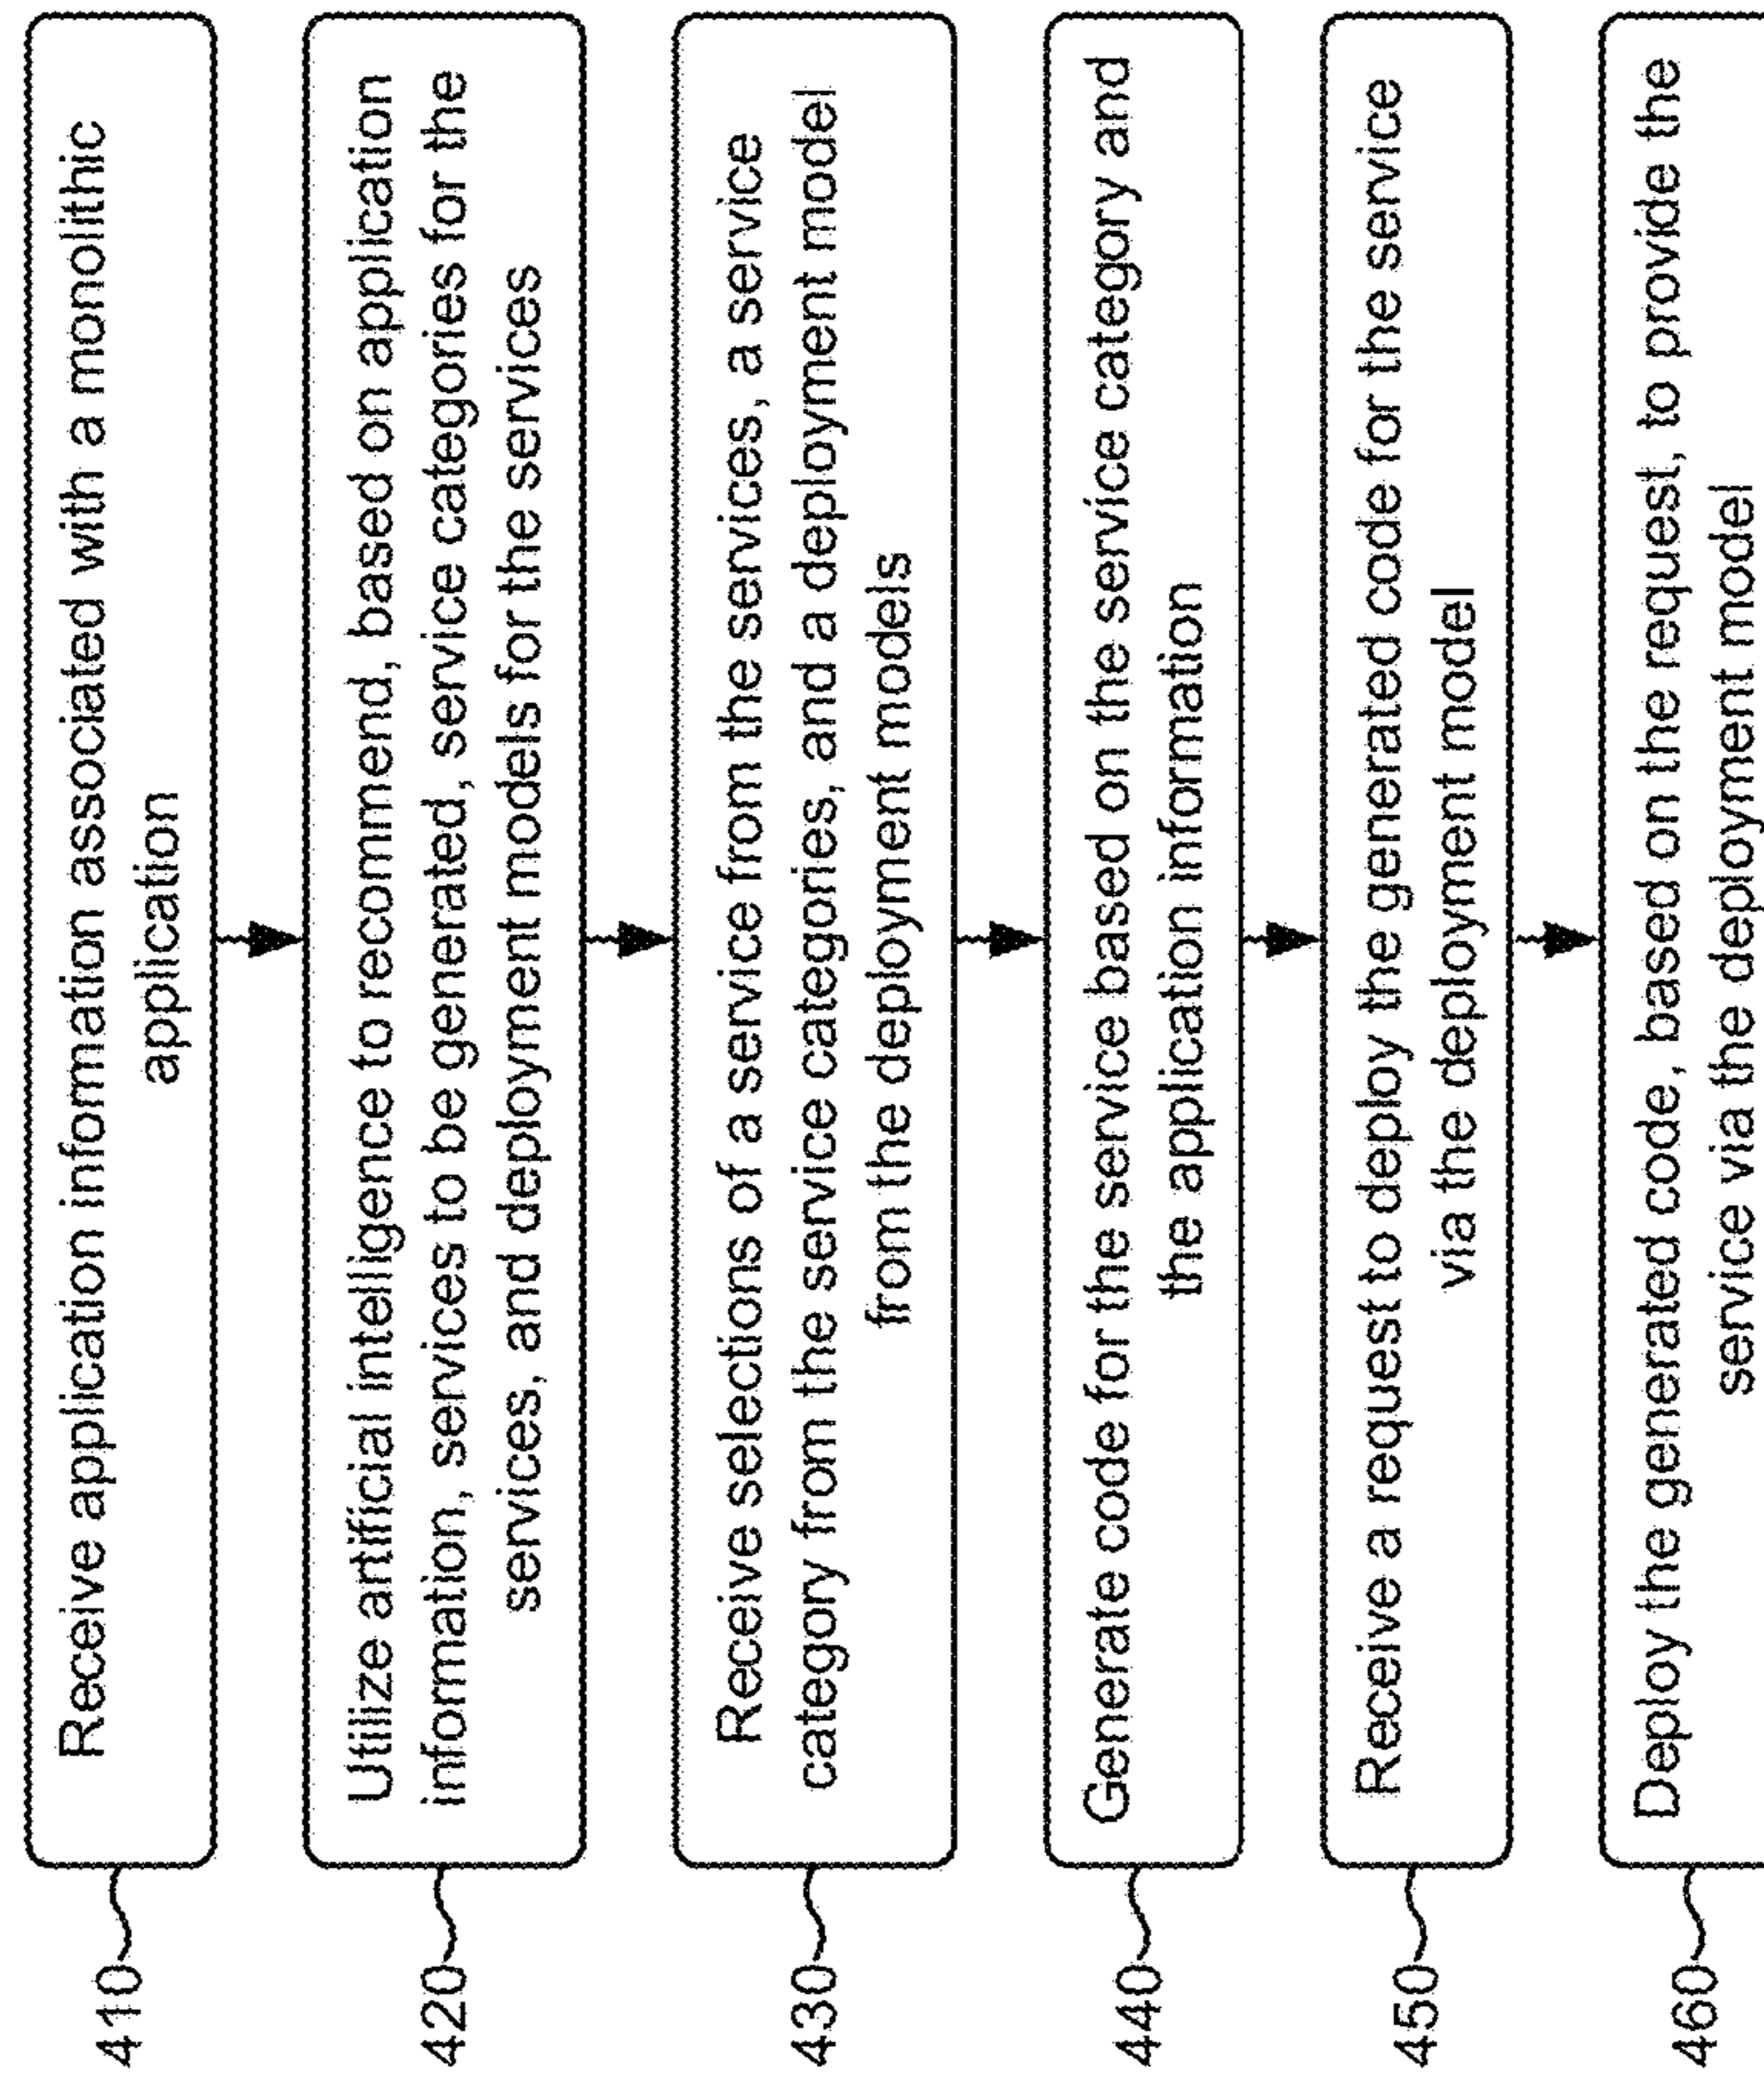 410
Receive application information associated with a monolithic
application
420
Utilize artificial intelligence to recommend, based on application
information, services to be generated, service categories for the
services, and deployment models for the services
430
Receive selections of a service from the services, a service
category from the service categories, and a deployment model
from the deployment models
440
Generate code for the service based on the service category and
the application information
450
Receive a request to deploy the generated code for the service
via the deployment model
460
Deploy the generated code, based on the request, to provide the
service via the deployment model